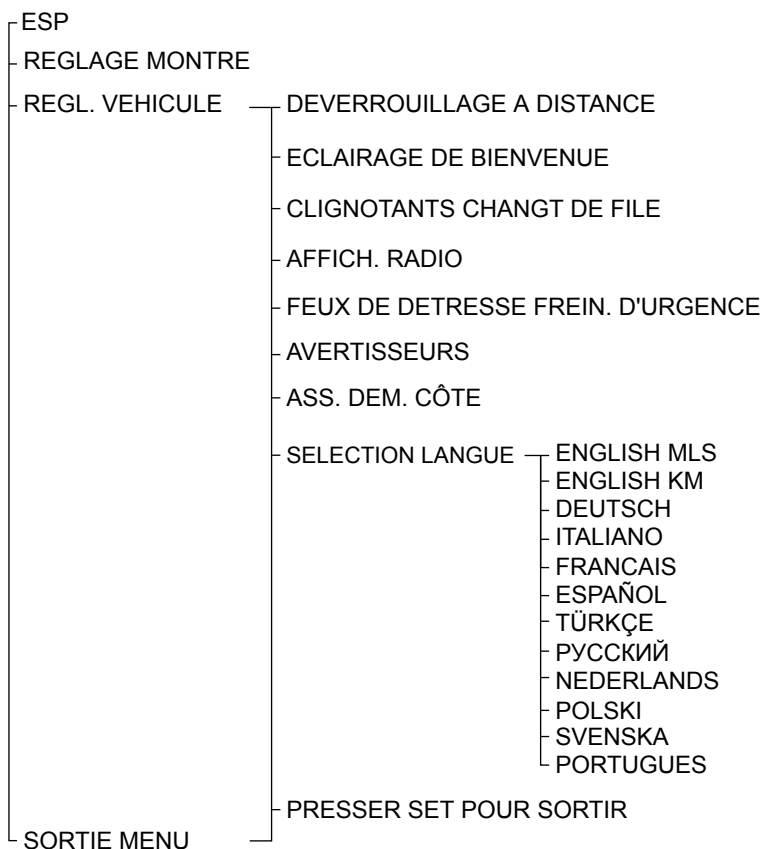 ESP
REGLAGE MONTRE
REGL. VEHICULE
DEVERROUILLAGE A DISTANCE
ECLAIRAGE DE BIENVENUE
CLIGNOTANTS CHANGT DE FILE
AFFICH. RADIO
FEUX DE DETRESSE FREIN. D'URGENCE
AVERTISSEURS
ASS. DEM. CÔTE
SELECTION LANGUE
ENGLISH MLS
ENGLISH KM
DEUTSCH
ITALIANO
FRANCAIS
ESPAÑOL
TÜRKÇE
РУССКИЙ
NEDERLANDS
POLSKI
SVENSKA
PORTUGUES
PRESSER SET POUR SORTIR
SORTIE MENU